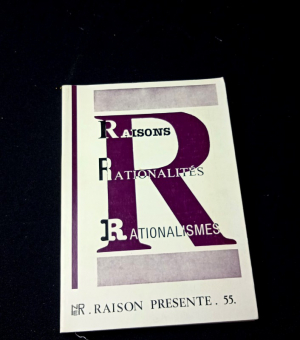 R
RAISONS
RATIONALITÉS
RATIONALISMES
R. RAISON PRESENTE. 55.